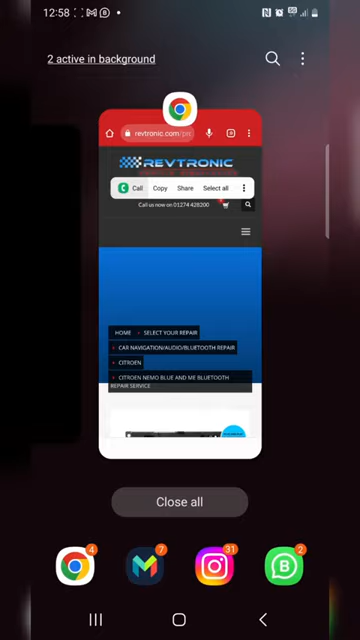 12:58
5G
2 active in background
revtronic.com/pr
REVTRONIC
Call Copy Share Select all
Call us now on 01274 428200
HOME SELECT YOUR REPAIR
CAR NAVIGATION/AUDIO/BLUETOOTH REPAIR
CITROEN
CITROEN NEMO BLUE AND ME BLUETOOTH
REPAIR SERVICE
Close all
4 7 31 2